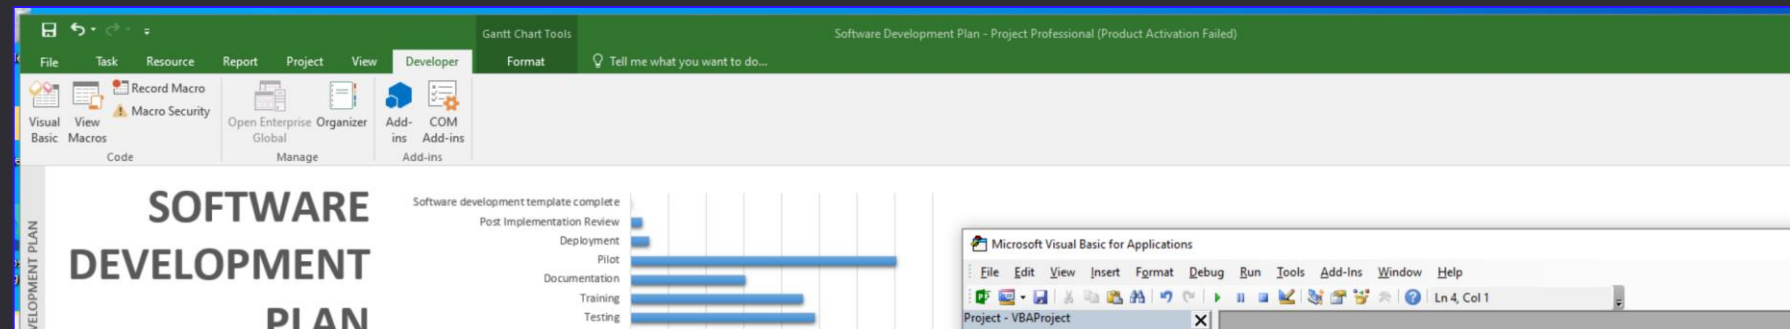 Gantt Chart Tools
Software Development Plan - Project Professional (Product Activation Failed)
File Task Resource Report Project View Developer Format Tell me what you want to do...
Visual Basic
View Macros
Record Macro
Macro Security
Code
Open Enterprise Global
Organizer
Manage
Add-ins
COM Add-ins
Add-ins
SOFTWARE
DEVELOPMENT
PLAN
Software development template complete
Post Implementation Review
Deployment
Pilot
Documentation
Training
Testing
Microsoft Visual Basic for Applications
File Edit View Insert Format Debug Run Tools Add-Ins Window Help
Ln 4, Col 1
Project - VBAProject